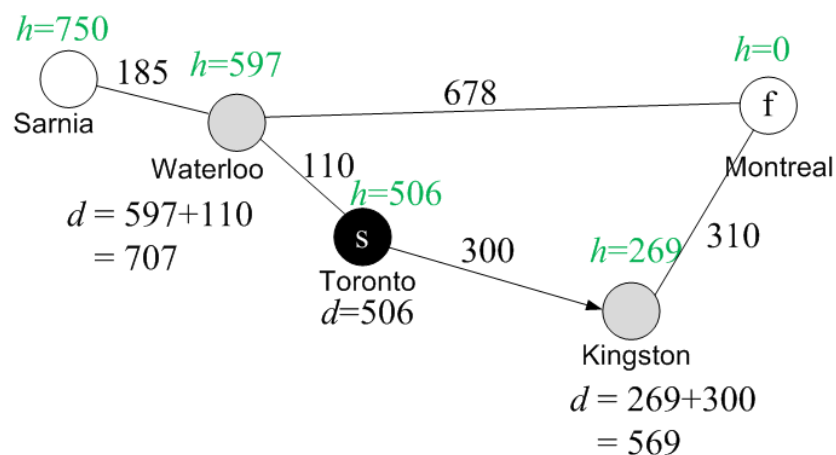 h=750
h=597
h=0
185
678
f
Sarnia
Waterloo
110
Montreal
d = 597+110
= 707
h=506
s
300
h=269
310
Toronto
d=506
Kingston
d = 269+300
= 569